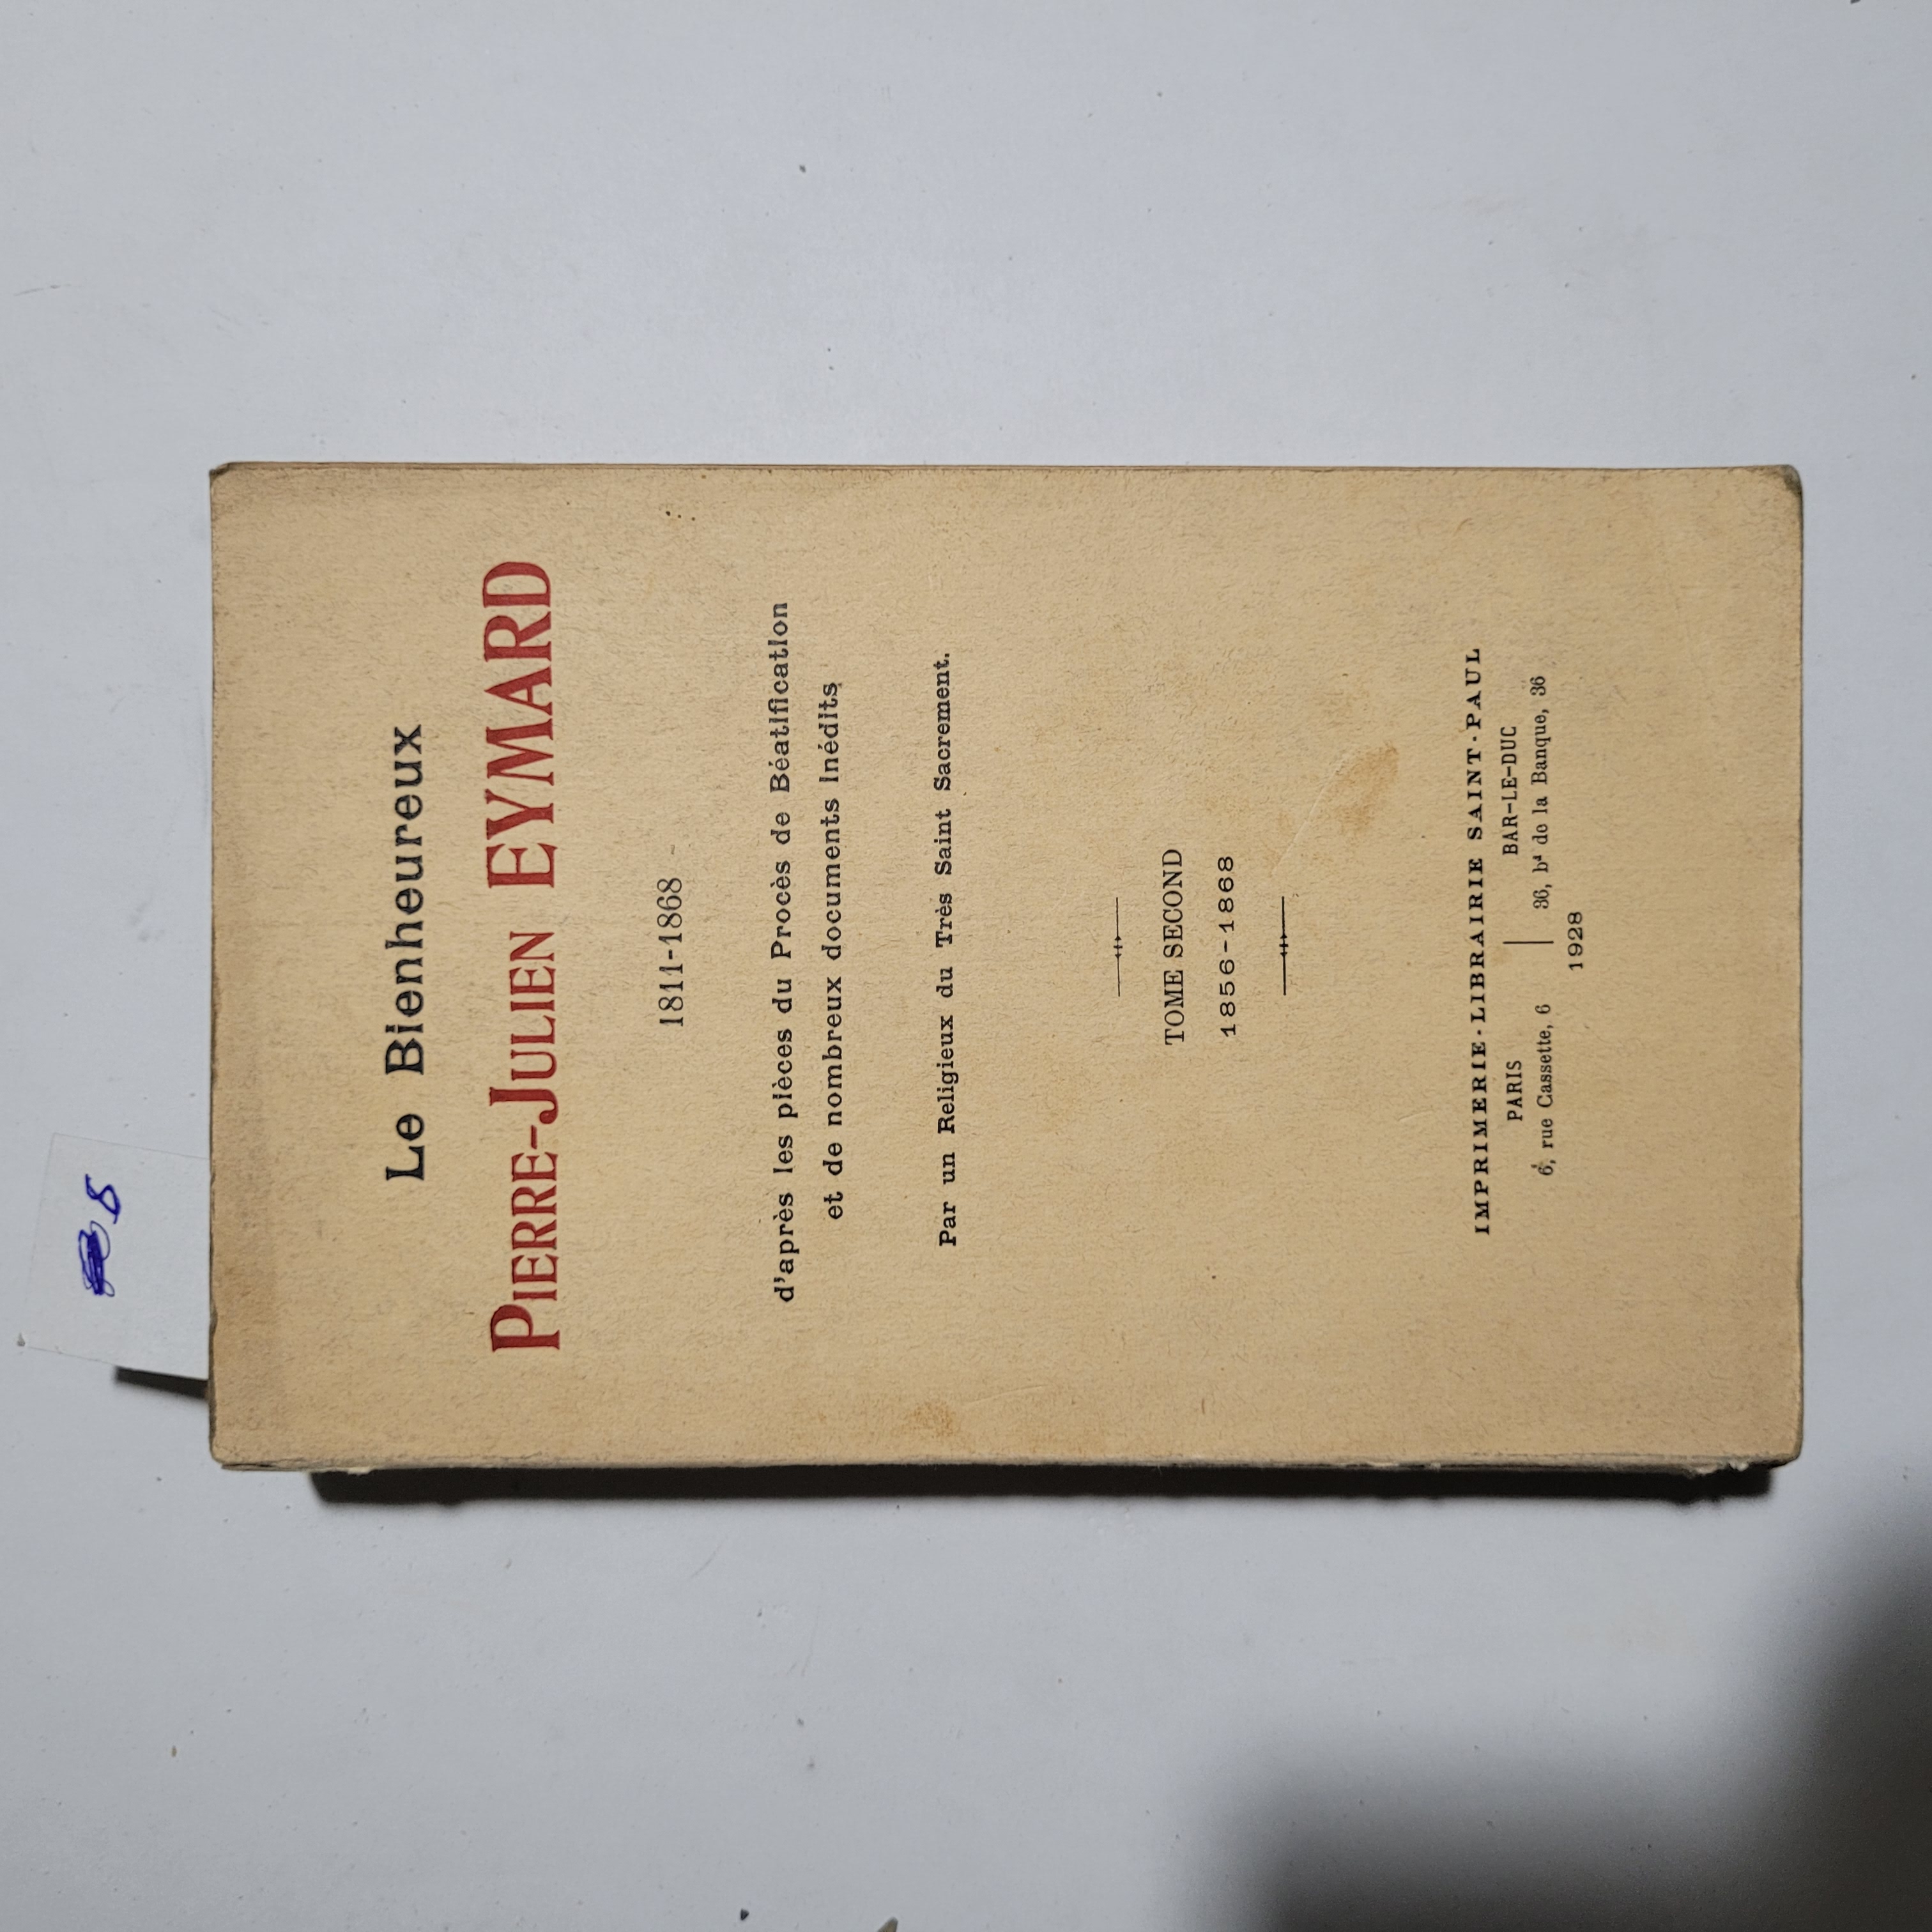 Le Bienheureux
PIERRE-JULIEN EYMARD
1811-1868
d'après les pièces du Procès de Béatification
et de nombreux documents inédits
Par un Religieux du Très Saint Sacrement.
TOME SECOND
1856-1868
IMPRIMERIE-LIBRAIRIE SAINT-PAUL
PARIS
6, rue Cassette, 6
BAR-LE-DUC
36, bd de la Banque, 36
1928